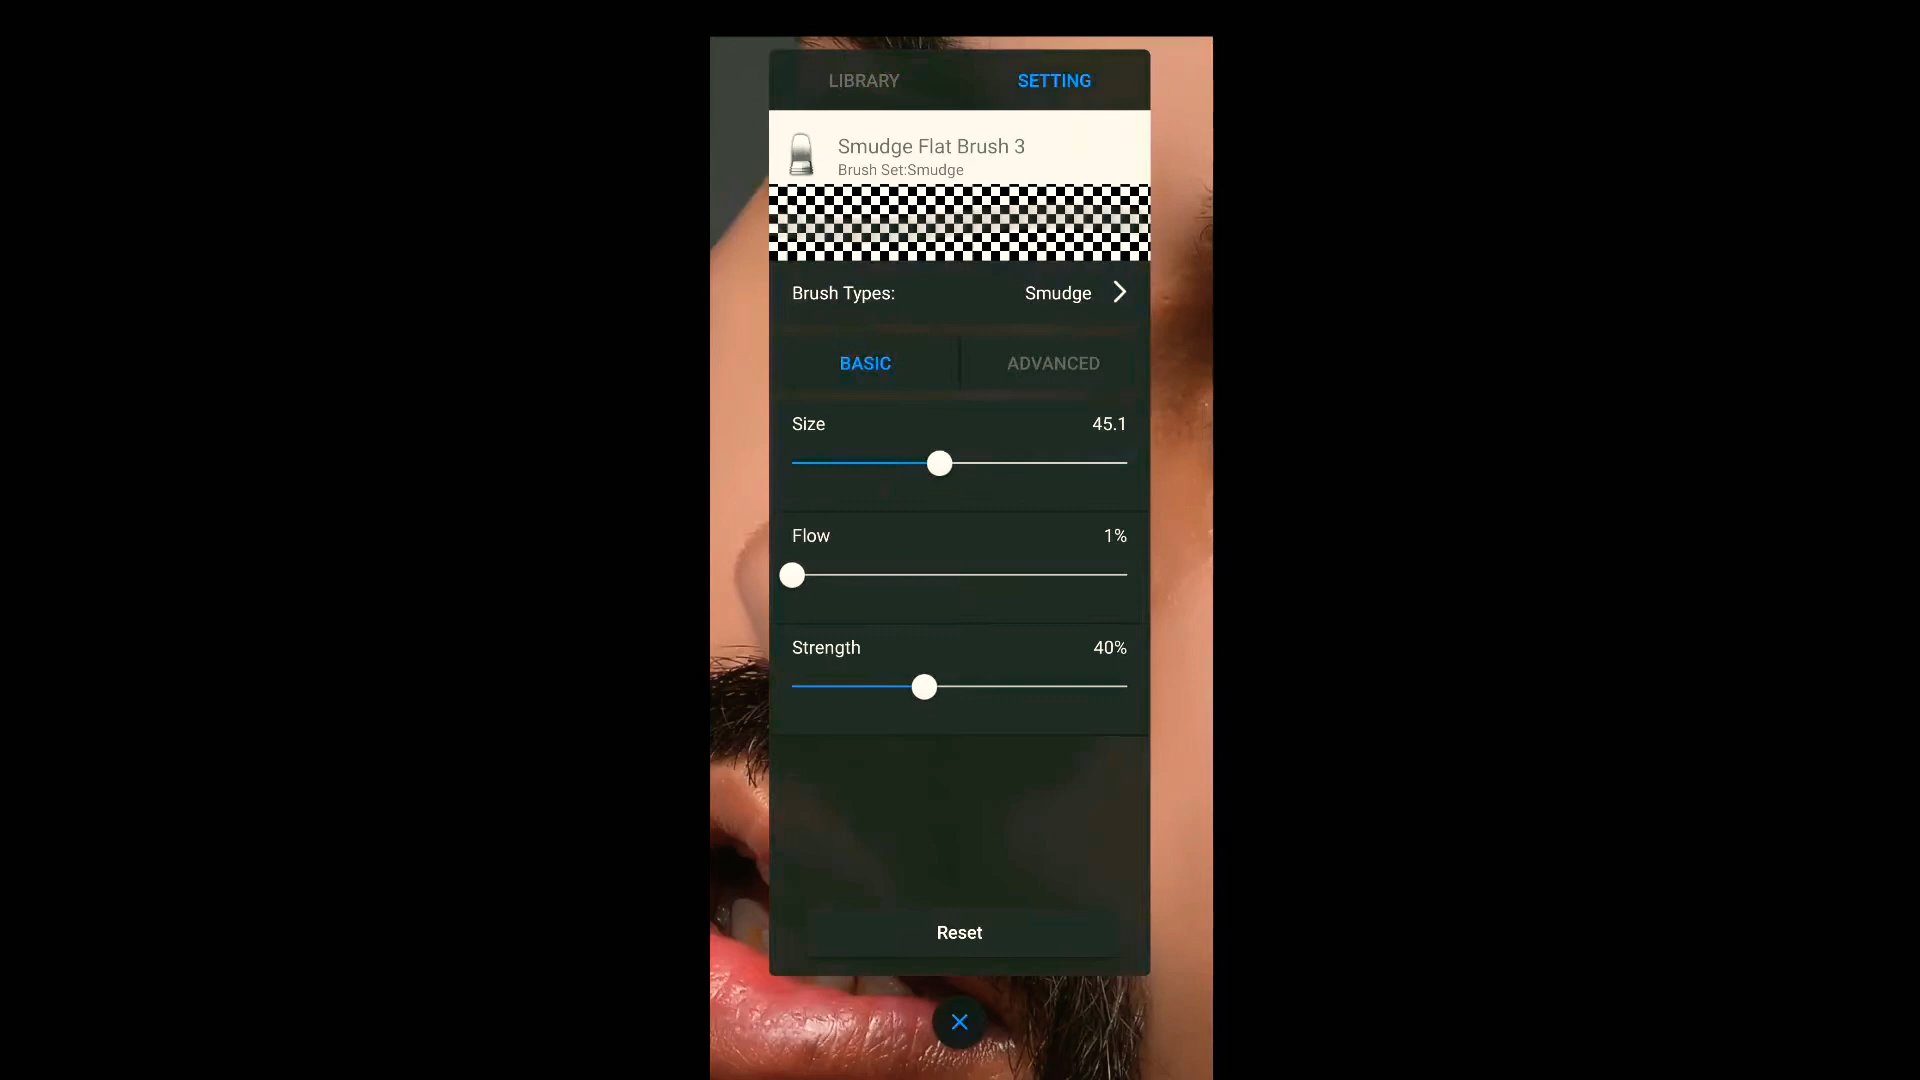 LIBRARY SETTING
Smudge Flat Brush 3
Brush Set:Smudge
Brush Types: Smudge
BASIC ADVANCED
Size 45.1
Flow 1%
Strength 40%
Reset